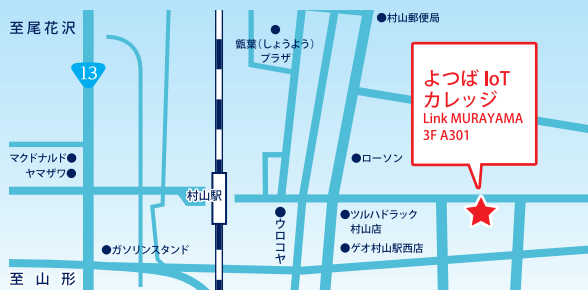 至尾花沢
13
甑葉（しょうよう）
プラザ
村山郵便局
よつば IoT
カレッジ
Link MURAYAMA
3F A301
マクドナルド
ヤマザワ
ローソン
村山駅
ウロコヤ
ツルハドラック
村山店
ゲオ村山駅西店
ガソリンスタンド
至 山 形